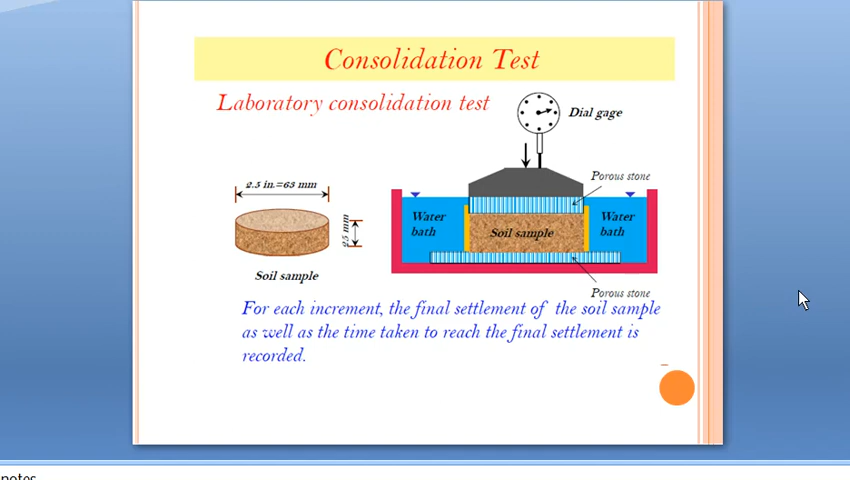 Consolidation Test
Laboratory consolidation test
Dial gage
Porous stone
2.5 in.=63 mm
Water
bath
Soil sample
Water
bath
25 mm
Soil sample
Porous stone
For each increment, the final settlement of the soil sample
as well as the time taken to reach the final settlement is
recorded.
notes